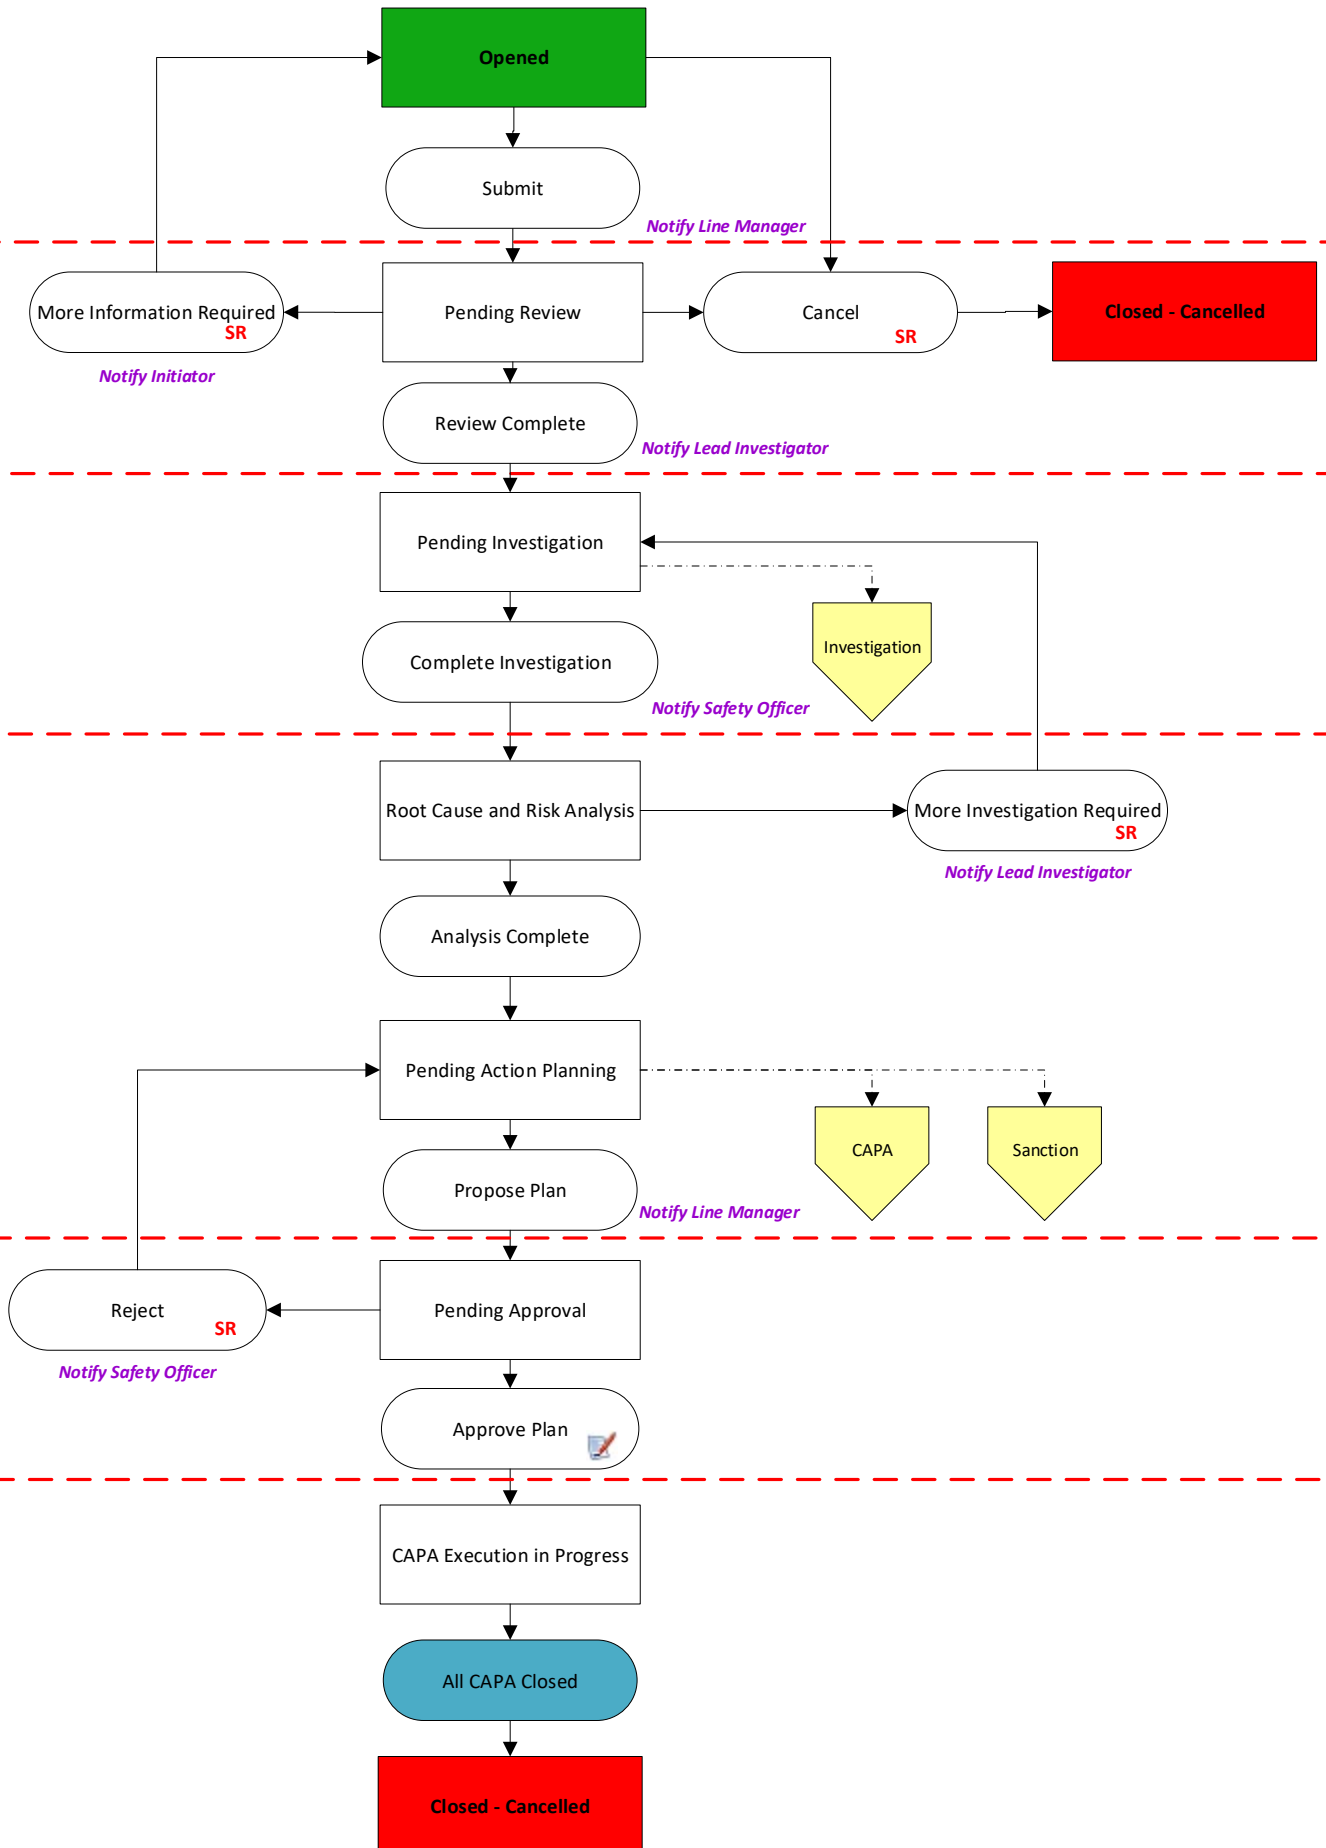 Opened
Submit
Notify Line Manager
More Information Required
SR
Notify Initiator
Pending Review
Cancel
SR
Closed - Cancelled
Review Complete
Notify Lead Investigator
Pending Investigation
Investigation
Complete Investigation
Notify Safety Officer
Root Cause and Risk Analysis
More Investigation Required
SR
Notify Lead Investigator
Analysis Complete
Pending Action Planning
CAPA
Sanction
Propose Plan
Notify Line Manager
Reject
SR
Notify Safety Officer
Pending Approval
Approve Plan
CAPA Execution in Progress
All CAPA Closed
Closed - Cancelled